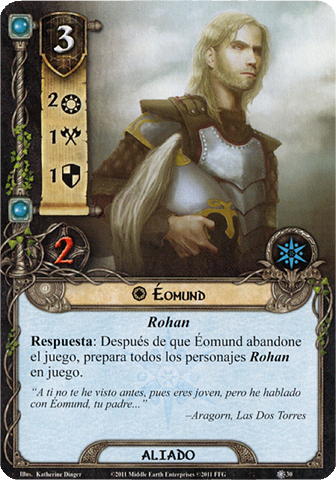 3
2
1
1
2
Éomund
Rohan
Respuesta: Después de que Éomund abandone
el juego, prepara todos los personajes Rohan
en juego.
“A ti no te he visto antes, pues eres joven, pero he hablado
con Éomund, tu padre...”
–Aragorn, Las Dos Torres
ALIADO
Illus. Katherine Dinger ©2011 Middle Earth Enterprises ©2011 FFG 30